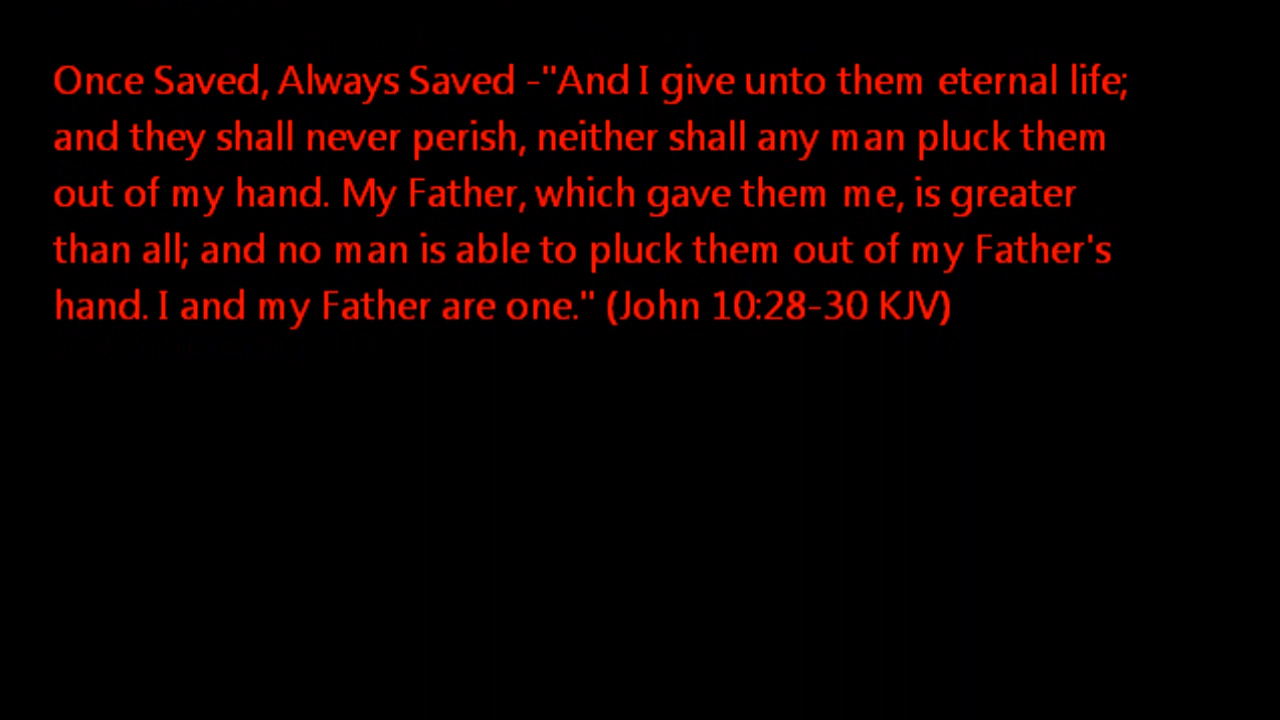 Once Saved, Always Saved -"And I give unto them eternal life;
and they shall never perish, neither shall any man pluck them
out of my hand. My Father, which gave them me, is greater
than all; and no man is able to pluck them out of my Father's
hand. I and my Father are one." (John 10:28-30 KJV)